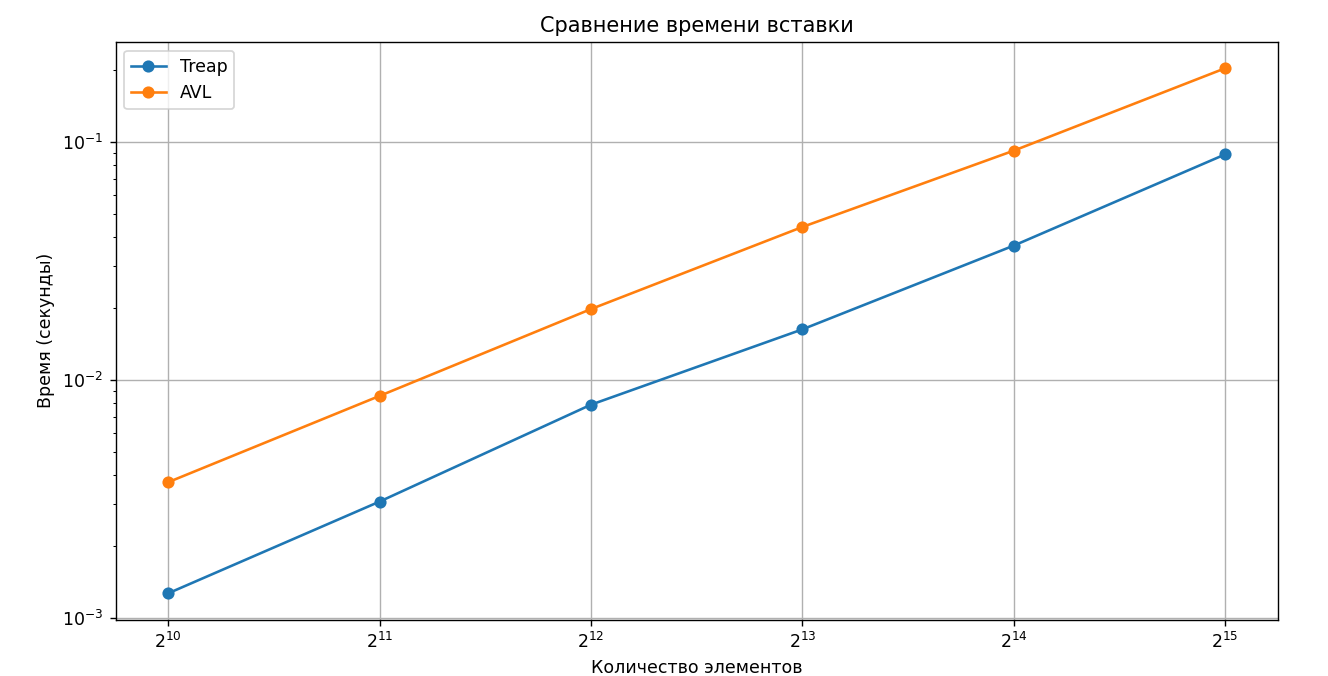 Сравнение времени вставки
Treap
AVL
10⁻¹
10⁻²
10⁻³
Время (секунды)
2¹⁰ 2¹¹ 2¹² 2¹³ 2¹⁴ 2¹⁵
Количество элементов